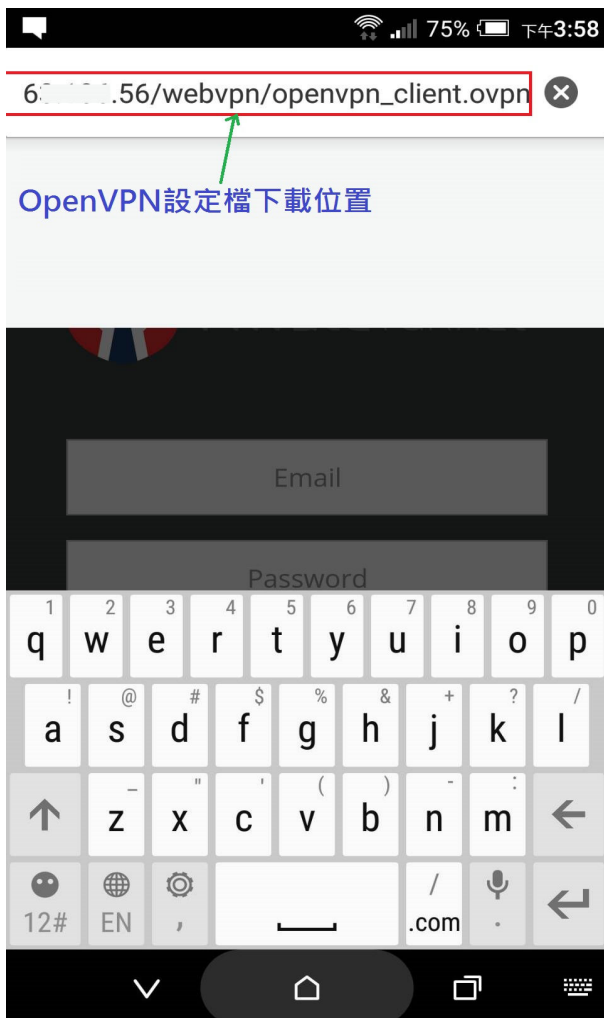 75% 下午3:58
.56/webvpn/openvpn_client.ovpn
OpenVPN設定檔下載位置
Email
Password
1 2 3 4 5 6 7 8 9 0
q w e r t y u i o p
! @ # $ % & + ? /
a s d f g h j k l
_ " ' ( ) - :
z x c v b n m
/
12# EN , .com .